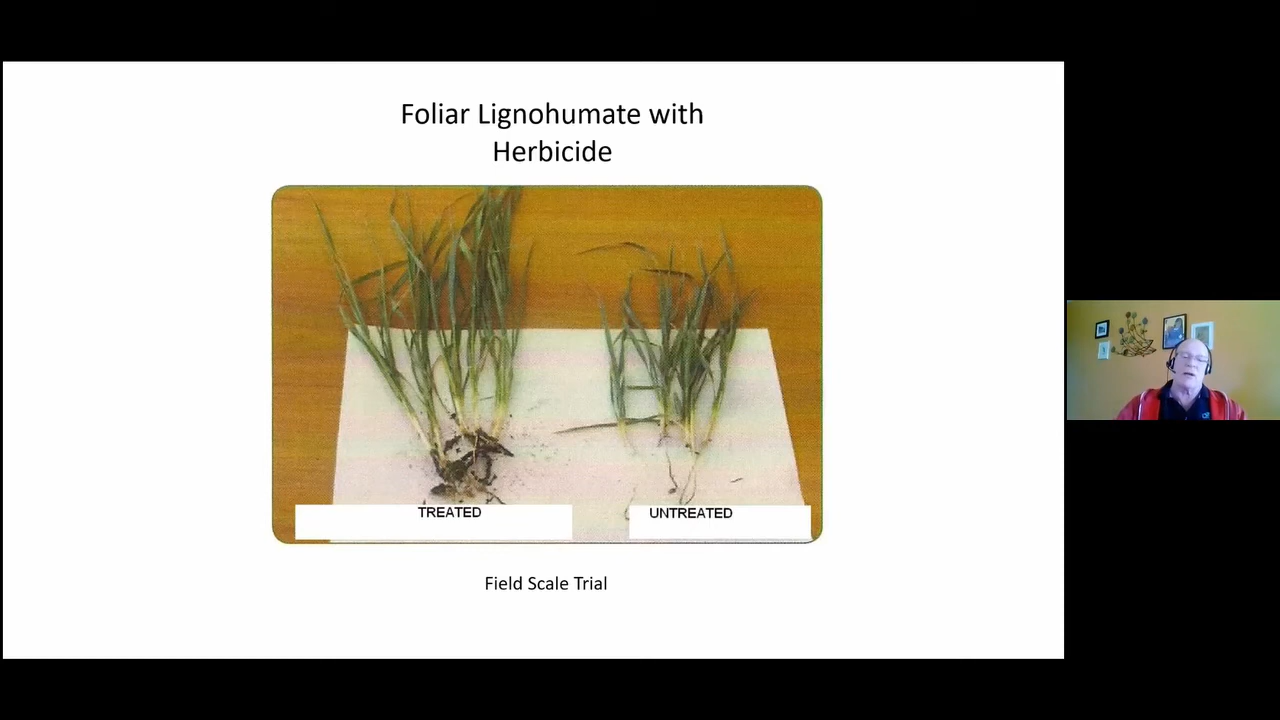 Foliar Lignohumate with
Herbicide
TREATED
UNTREATED
Field Scale Trial